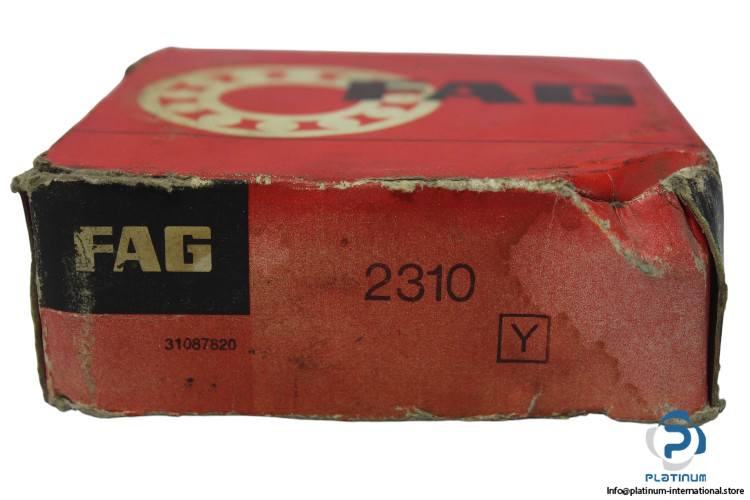 FAG
FAG
2310
31087820
Y
PLATINUM
Info@platinum-international.store